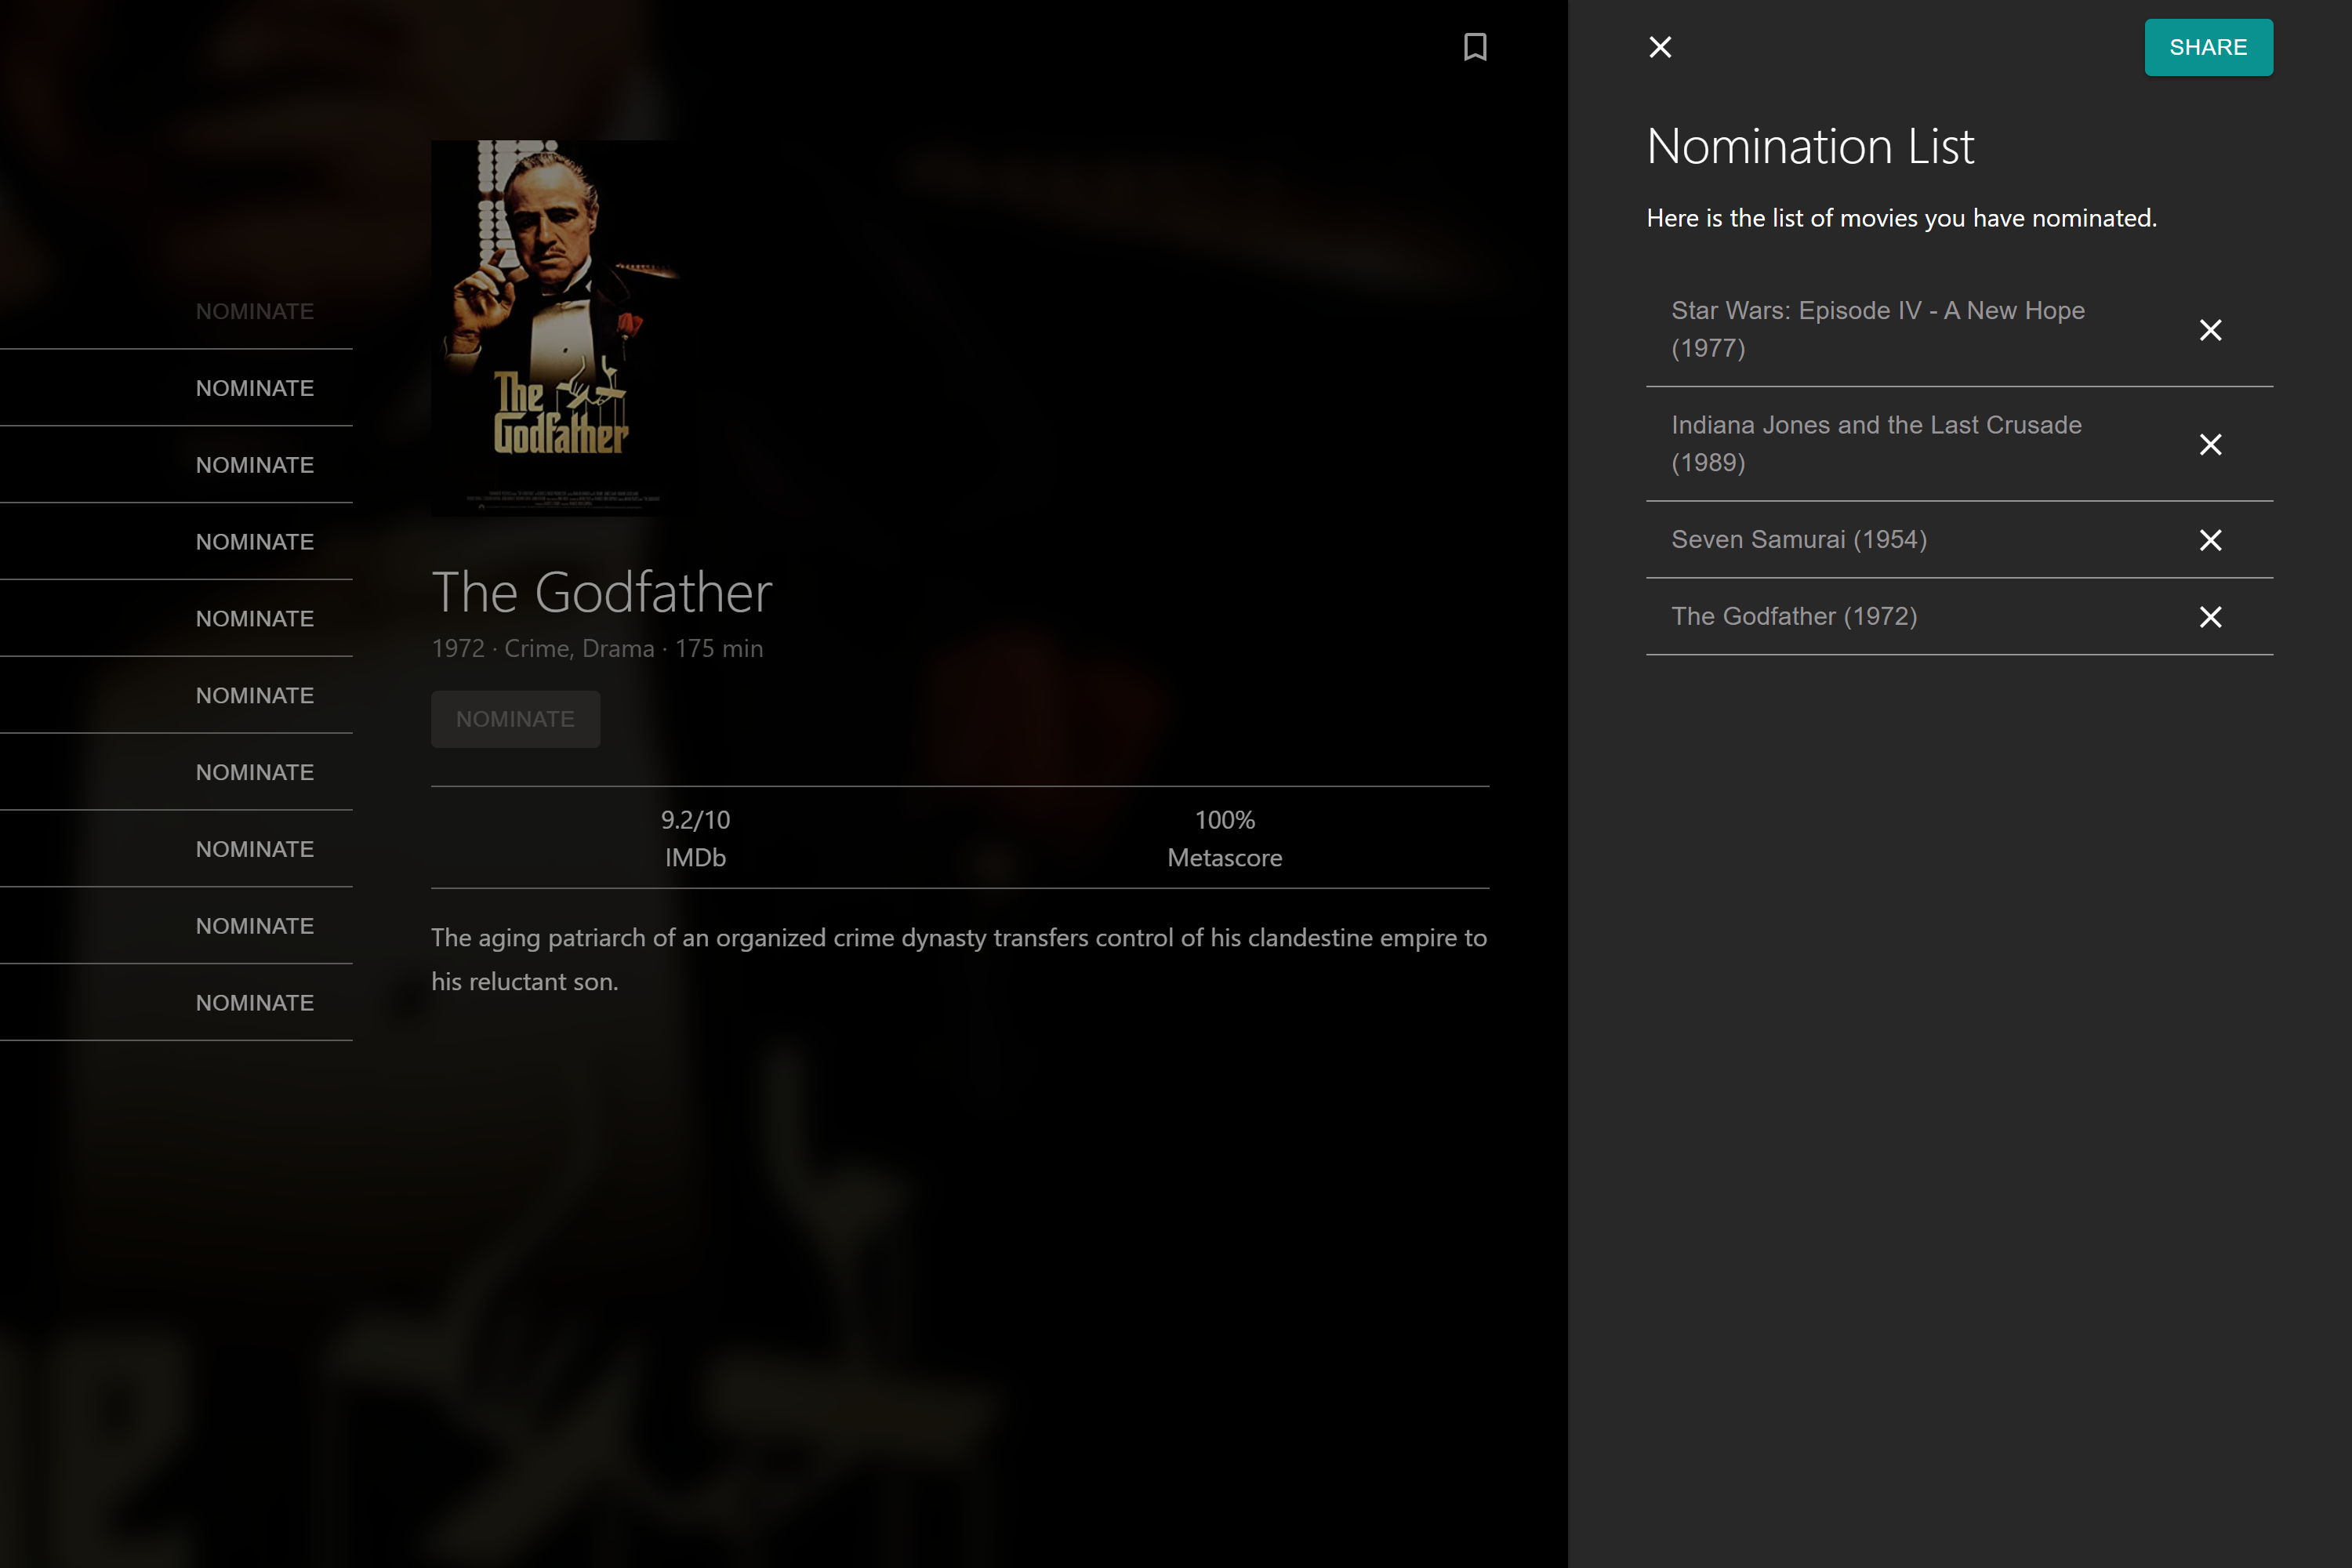 SHARE
Nomination List
Here is the list of movies you have nominated.
Star Wars: Episode IV - A New Hope
(1977)
Indiana Jones and the Last Crusade
(1989)
Seven Samurai (1954)
The Godfather (1972)
NOMINATE
NOMINATE
NOMINATE
NOMINATE
NOMINATE
NOMINATE
NOMINATE
NOMINATE
NOMINATE
NOMINATE
The
Godfather
The Godfather
1972 · Crime, Drama · 175 min
NOMINATE
9.2/10
IMDb
100%
Metascore
The aging patriarch of an organized crime dynasty transfers control of his clandestine empire to
his reluctant son.